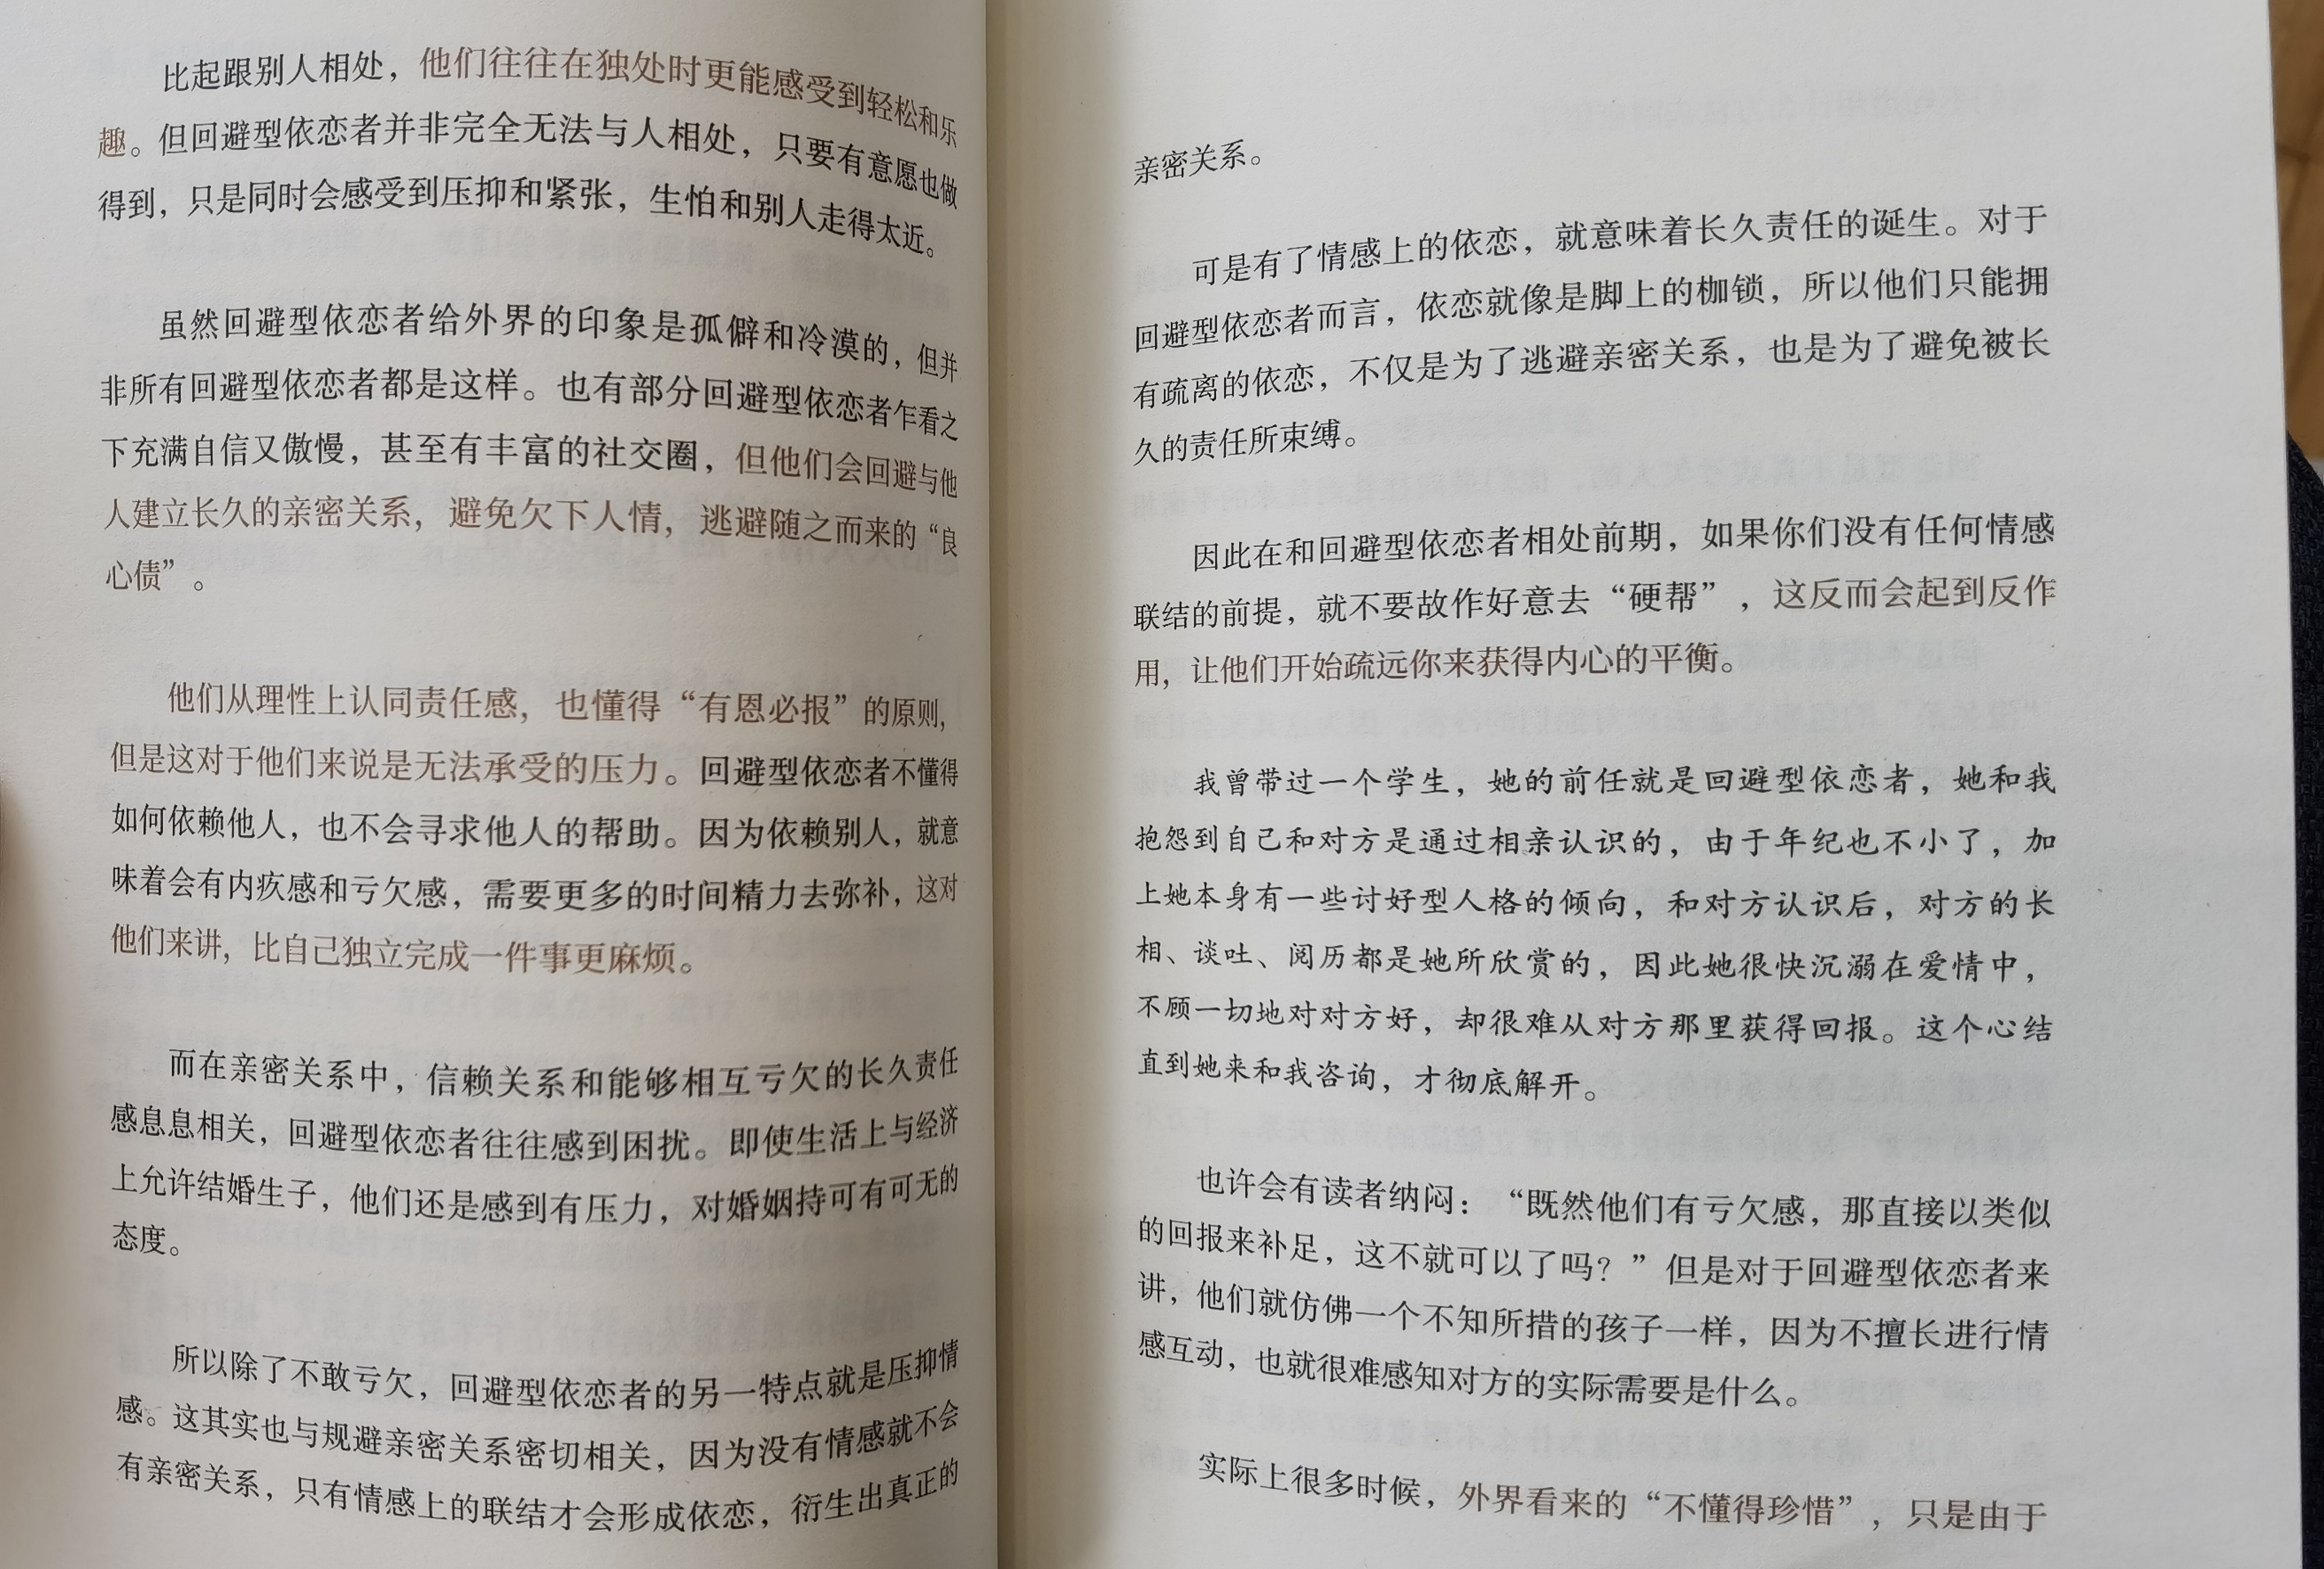 比起跟别人相处，他们往往在独处时更能感受到轻松和乐
趣。但回避型依恋者并非完全无法与人相处，只要有意愿也做
得到，只是同时会感受到压抑和紧张，生怕和别人走得太近。
虽然回避型依恋者给外界的印象是孤僻和冷漠的，但并
非所有回避型依恋者都是这样。也有部分回避型依恋者乍看之
下充满自信又傲慢，甚至有丰富的社交圈，但他们会回避与他
人建立长久的亲密关系，避免欠下人情，逃避随之而来的“良
心债”。
他们从理性上认同责任感，也懂得“有恩必报”的原则，
但是这对于他们来说是无法承受的压力。回避型依恋者不懂得
如何依赖他人，也不会寻求他人的帮助。因为依赖别人，就意
味着会有内疚感和亏欠感，需要更多的时间精力去弥补，这对
他们来讲，比自己独立完成一件事更麻烦。
而在亲密关系中，信赖关系和能够相互亏欠的长久责任
感息息相关，回避型依恋者往往感到困扰。即使生活上与经济
上允许结婚生子，他们还是感到有压力，对婚姻持可有可无的
态度。
所以除了不敢亏欠，回避型依恋者的另一特点就是压抑情
感。这其实也与规避亲密关系密切相关，因为没有情感就不会
有亲密关系，只有情感上的联结才会形成依恋，衍生出真正的
亲密关系。
可是有了情感上的依恋，就意味着长久责任的诞生。对于
回避型依恋者而言，依恋就像是脚上的枷锁，所以他们只能拥
有疏离的依恋，不仅是为了逃避亲密关系，也是为了避免被长
久的责任所束缚。
因此在和回避型依恋者相处前期，如果你们没有任何情感
联结的前提，就不要故作好意去“硬帮”，这反而会起到反作
用，让他们开始疏远你来获得内心的平衡。
我曾带过一个学生，她的前任就是回避型依恋者，她和我
抱怨到自己和对方是通过相亲认识的，由于年纪也不小了，加
上她本身有一些讨好型人格的倾向，和对方认识后，对方的长
相、谈吐、阅历都是她所欣赏的，因此她很快沉溺在爱情中，
不顾一切地对对方好，却很难从对方那里获得回报。这个心结
直到她来和我咨询，才彻底解开。
也许会有读者纳闷：“既然他们有亏欠感，那直接以类似
的回报来补足，这不就可以了吗？”但是对于回避型依恋者来
讲，他们就仿佛一个不知所措的孩子一样，因为不擅长进行情
感互动，也就很难感知对方的实际需要是什么。
实际上很多时候，外界看来的“不懂得珍惜”，只是由于